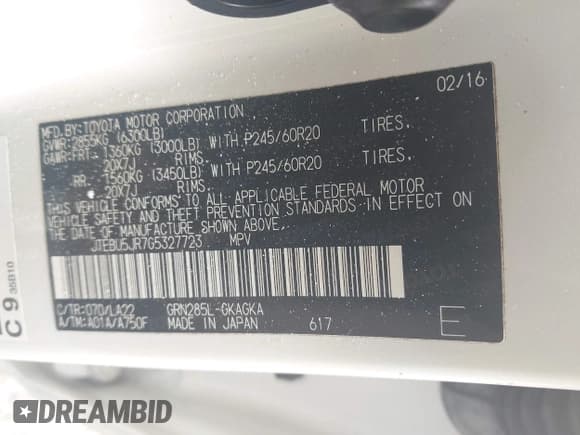 02/16
MFD.BY:TOYOTA MOTOR CORPORATION
GVWR:2855KG (6300LB)
GAWR:FRT. 1360KG (3000LB) WITH P245/60R20 TIRES,
20X7J RIMS,
RR. 1560KG (3450LB) WITH P245/60R20 TIRES,
20X7J RIMS.
THIS VEHICLE CONFORMS TO ALL APPLICABLE FEDERAL MOTOR
VEHICLE SAFETY AND THEFT PREVENTION STANDARDS IN EFFECT ON
THE DATE OF MANUFACTURE SHOWN ABOVE.
JTEBU5JR7G5327723 MPV
C/TR:070/LA22 GRN285L-GKAGKA
A/TM:A01A/A750F MADE IN JAPAN 617 E
C 9 35B10
DREAMBID